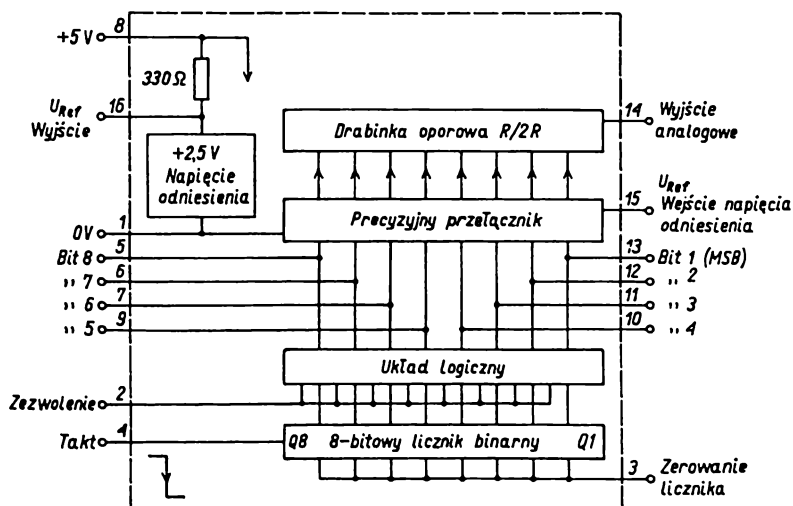 8
+5 V
330 Ω
16
U_Ref
Wyjście
+2,5 V
Napięcie
odniesienia
Drabinka oporowa R/2R
14
Wyjście
analogowe
Precyzyjny przełącznik
15
U_Ref
Wejście napięcia
odniesienia
1
0V
5
Bit 8
6
,, 7
7
,, 6
9
,, 5
13
Bit 1 (MSB)
12
,, 2
11
,, 3
10
,, 4
Układ logiczny
2
Zezwolenie
4
Takt
Q8 8-bitowy licznik binarny Q1
3
Zerowanie
licznika